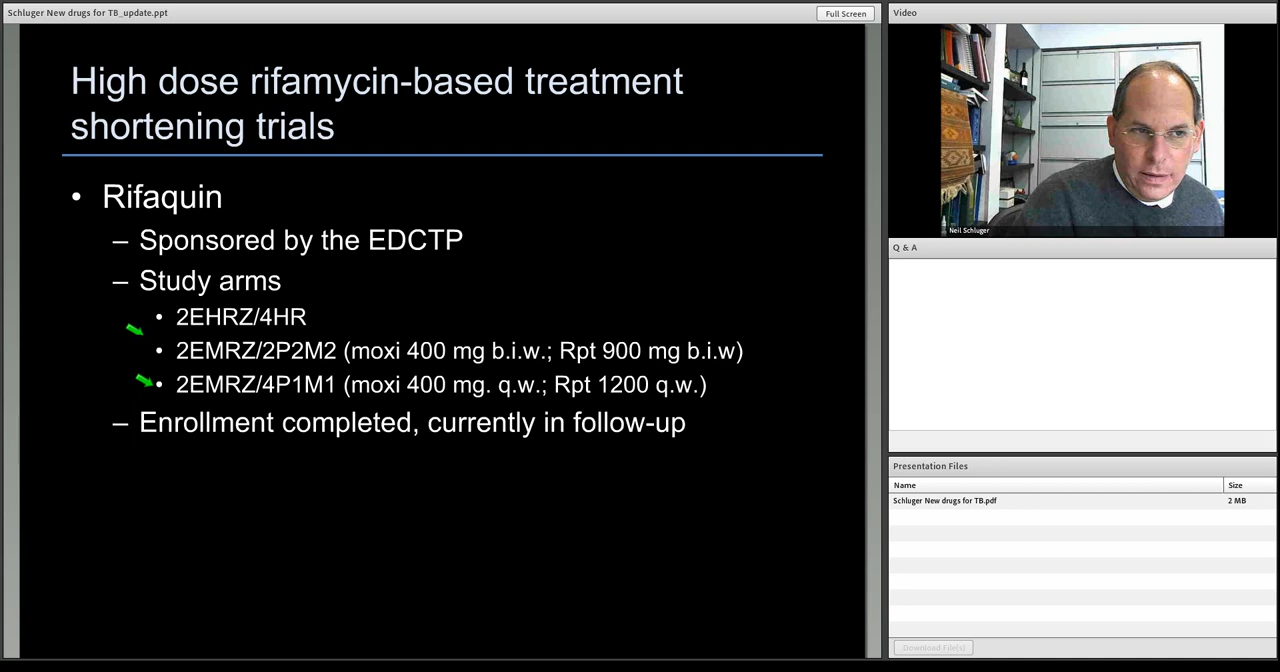 Schluger New drugs for TB_update.ppt
Full Screen
High dose rifamycin-based treatment
shortening trials
• Rifaquin
– Sponsored by the EDCTP
– Study arms
• 2EHRZ/4HR
• 2EMRZ/2P2M2 (moxi 400 mg b.i.w.; Rpt 900 mg b.i.w)
• 2EMRZ/4P1M1 (moxi 400 mg. q.w.; Rpt 1200 q.w.)
– Enrollment completed, currently in follow-up
Video
Neil Schluger
Q & A
Presentation Files
Name Size
Schluger New drugs for TB.pdf 2 MB
Download File(s)